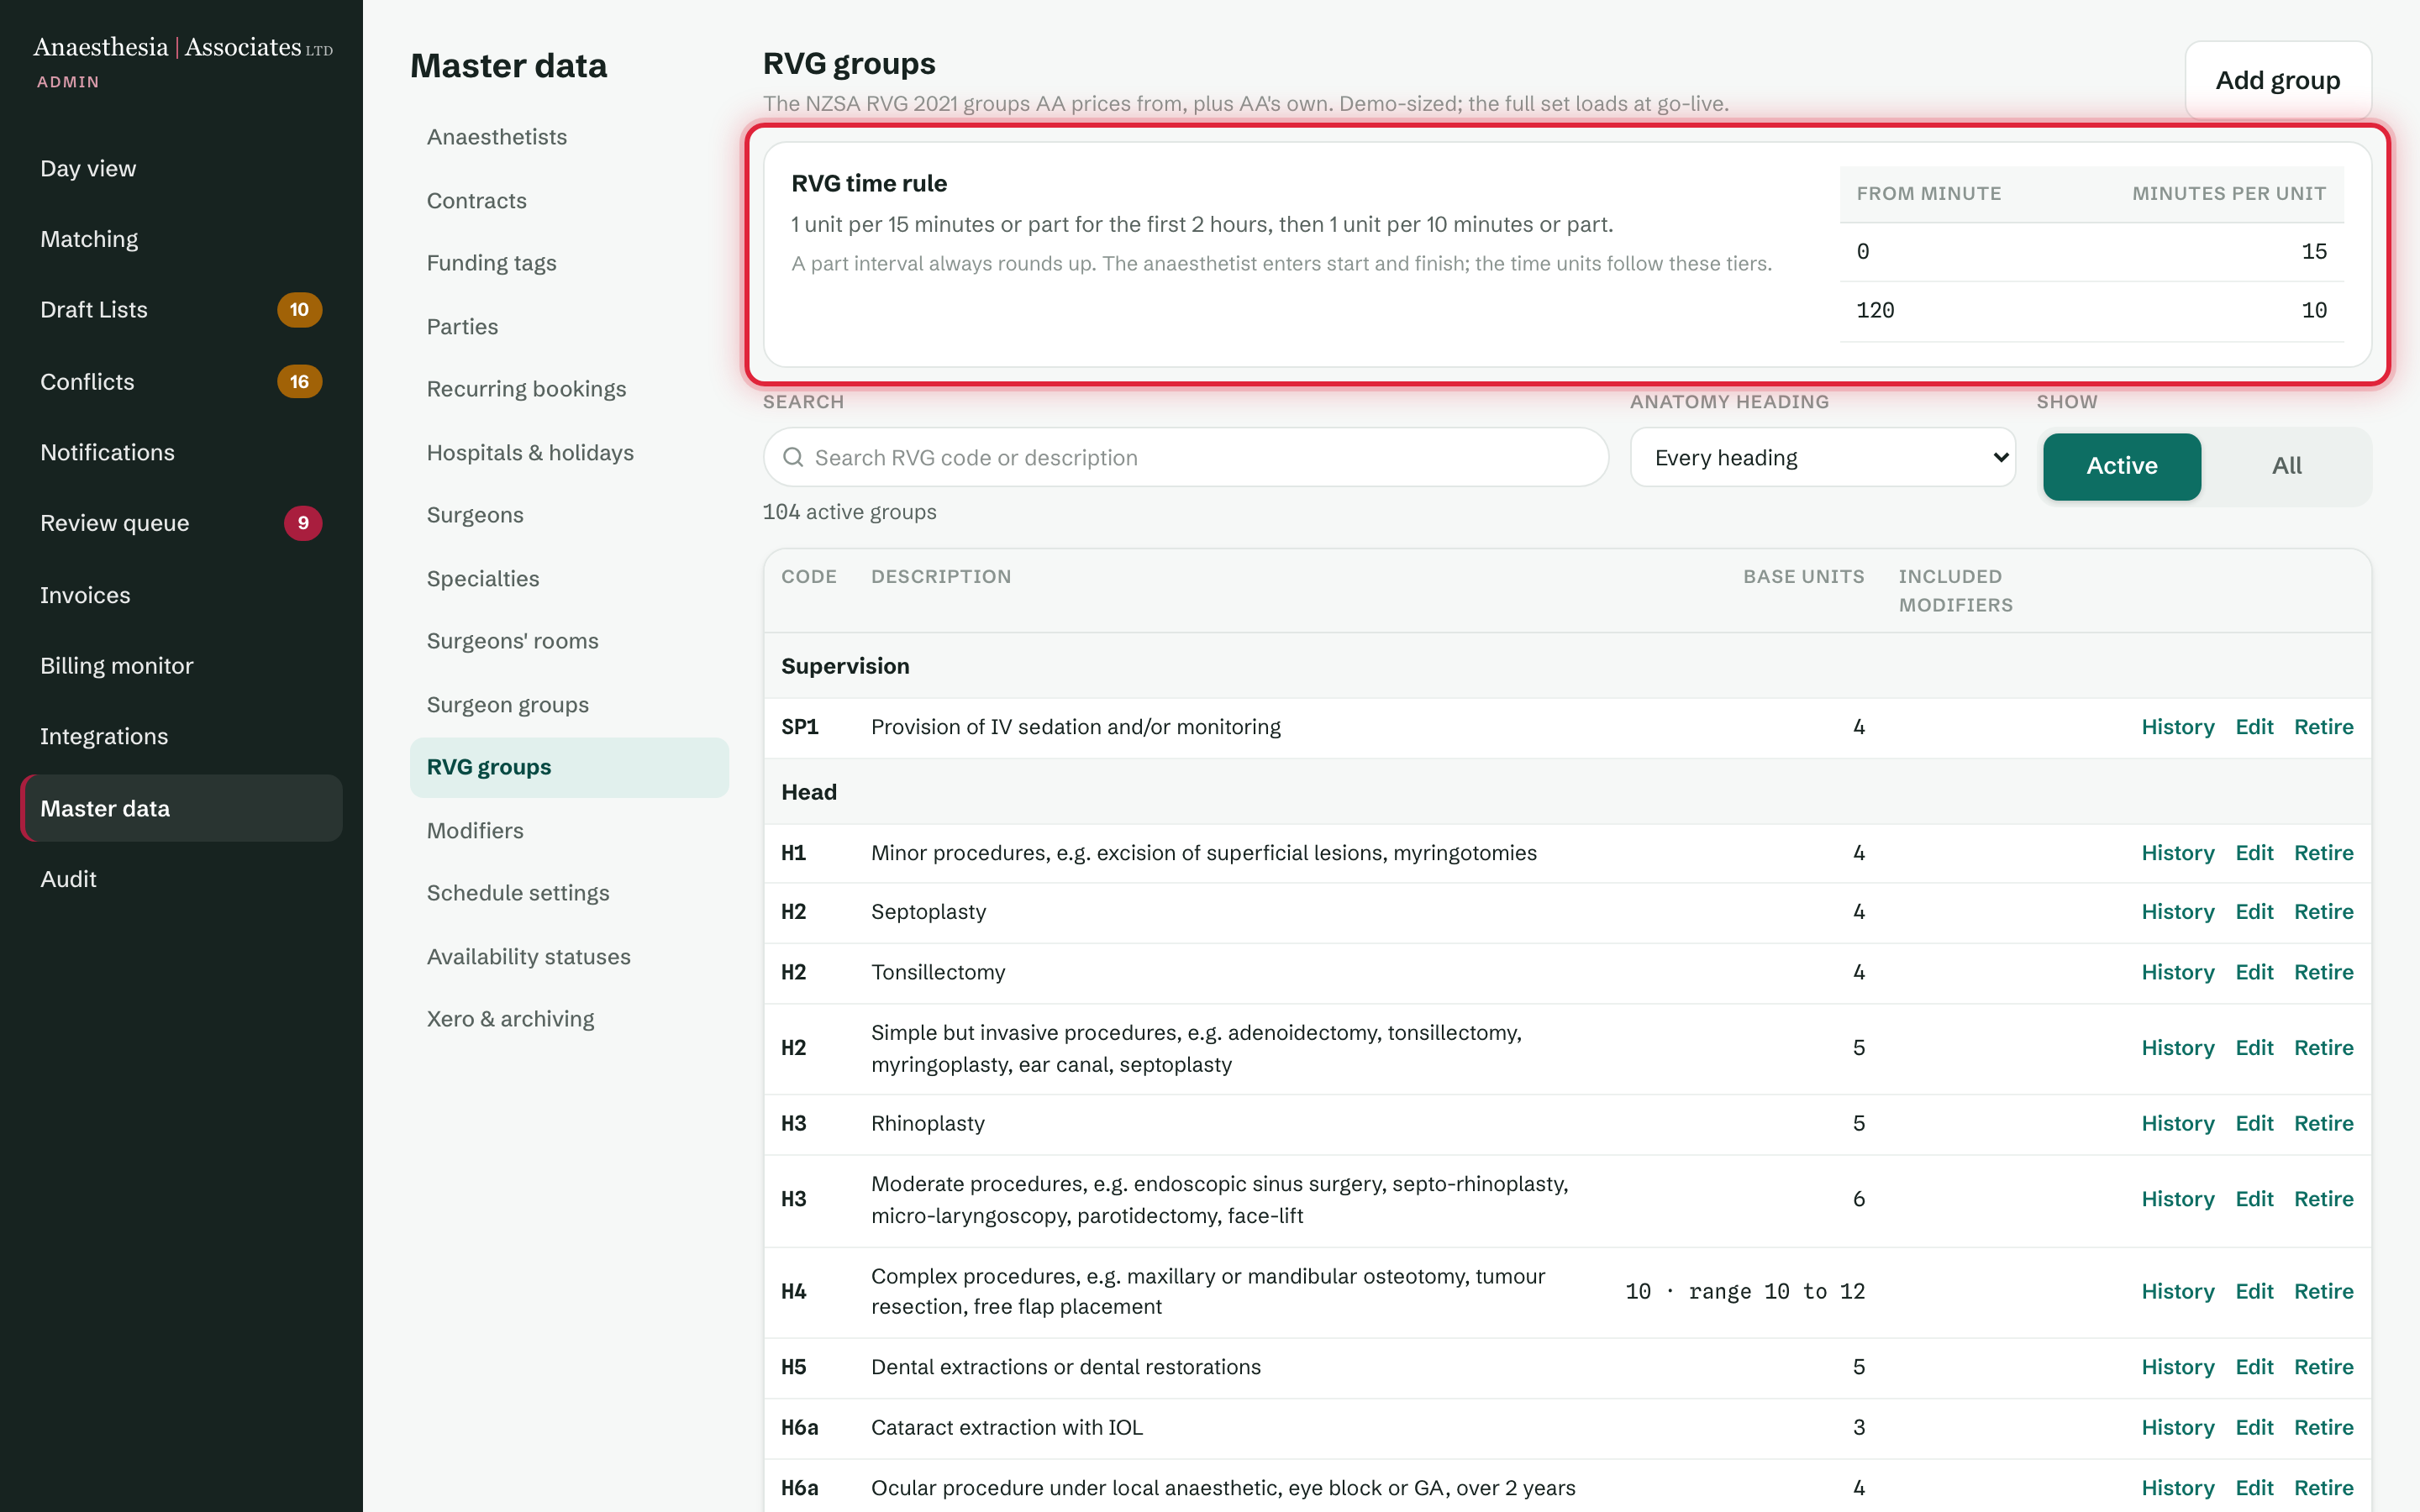 Anaesthesia | Associates LTD
ADMIN
Day view
Matching
Draft Lists 10
Conflicts 16
Notifications
Review queue 9
Invoices
Billing monitor
Integrations
Master data
Audit
Master data
Anaesthetists
Contracts
Funding tags
Parties
Recurring bookings
Hospitals & holidays
Surgeons
Specialties
Surgeons' rooms
Surgeon groups
RVG groups
Modifiers
Schedule settings
Availability statuses
Xero & archiving
RVG groups
The NZSA RVG 2021 groups AA prices from, plus AA's own. Demo-sized; the full set loads at go-live.
Add group
RVG time rule
1 unit per 15 minutes or part for the first 2 hours, then 1 unit per 10 minutes or part.
A part interval always rounds up. The anaesthetist enters start and finish; the time units follow these tiers.
FROM MINUTE MINUTES PER UNIT
0 15
120 10
SEARCH
Search RVG code or description
ANATOMY HEADING
Every heading
SHOW
Active All
104 active groups
CODE DESCRIPTION BASE UNITS INCLUDED
MODIFIERS
Supervision
SP1 Provision of IV sedation and/or monitoring 4 History Edit Retire
Head
H1 Minor procedures, e.g. excision of superficial lesions, myringotomies 4 History Edit Retire
H2 Septoplasty 4 History Edit Retire
H2 Tonsillectomy 4 History Edit Retire
H2 Simple but invasive procedures, e.g. adenoidectomy, tonsillectomy,
myringoplasty, ear canal, septoplasty 5 History Edit Retire
H3 Rhinoplasty 5 History Edit Retire
H3 Moderate procedures, e.g. endoscopic sinus surgery, septo-rhinoplasty,
micro-laryngoscopy, parotidectomy, face-lift 6 History Edit Retire
H4 Complex procedures, e.g. maxillary or mandibular osteotomy, tumour
resection, free flap placement 10 · range 10 to 12 History Edit Retire
H5 Dental extractions or dental restorations 5 History Edit Retire
H6a Cataract extraction with IOL 3 History Edit Retire
H6a Ocular procedure under local anaesthetic, eye block or GA, over 2 years 4 History Edit Retire